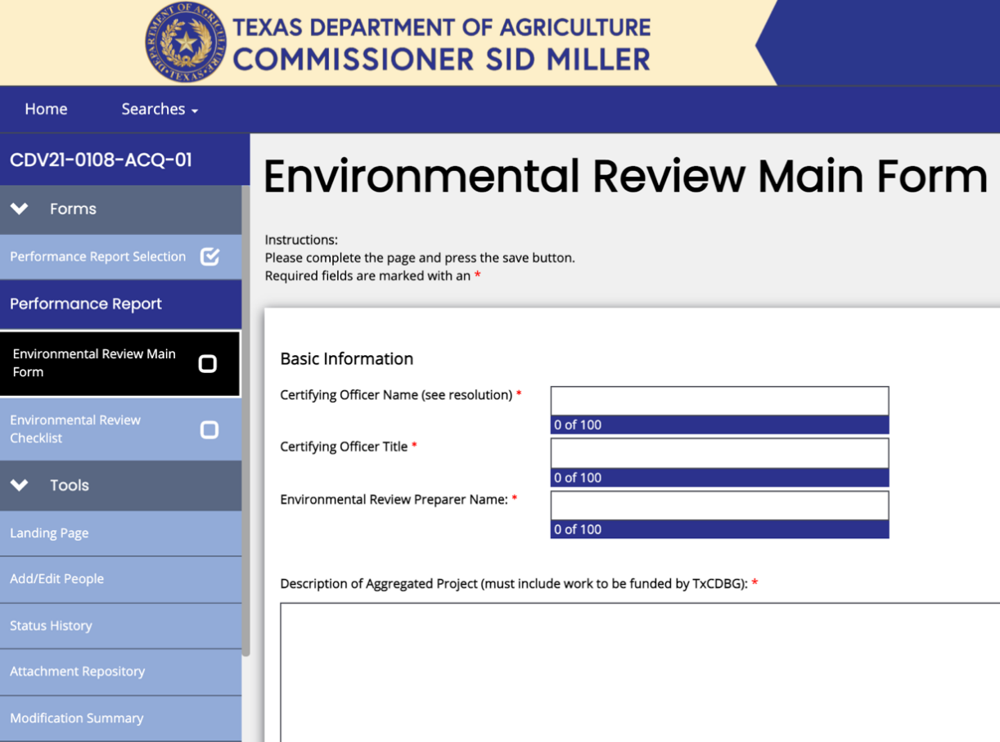 DEPARTMENT OF AGRICULTURE
TEXAS
TEXAS DEPARTMENT OF AGRICULTURE
COMMISSIONER SID MILLER
Home
Searches
CDV21-0108-ACQ-01
Forms
Performance Report Selection
Performance Report
Environmental Review Main
Form
Environmental Review
Checklist
Tools
Landing Page
Add/Edit People
Status History
Attachment Repository
Modification Summary
Environmental Review Main Form
Instructions:
Please complete the page and press the save button.
Required fields are marked with an *
Basic Information
Certifying Officer Name (see resolution) *
0 of 100
Certifying Officer Title *
0 of 100
Environmental Review Preparer Name: *
0 of 100
Description of Aggregated Project (must include work to be funded by TxCDBG): *